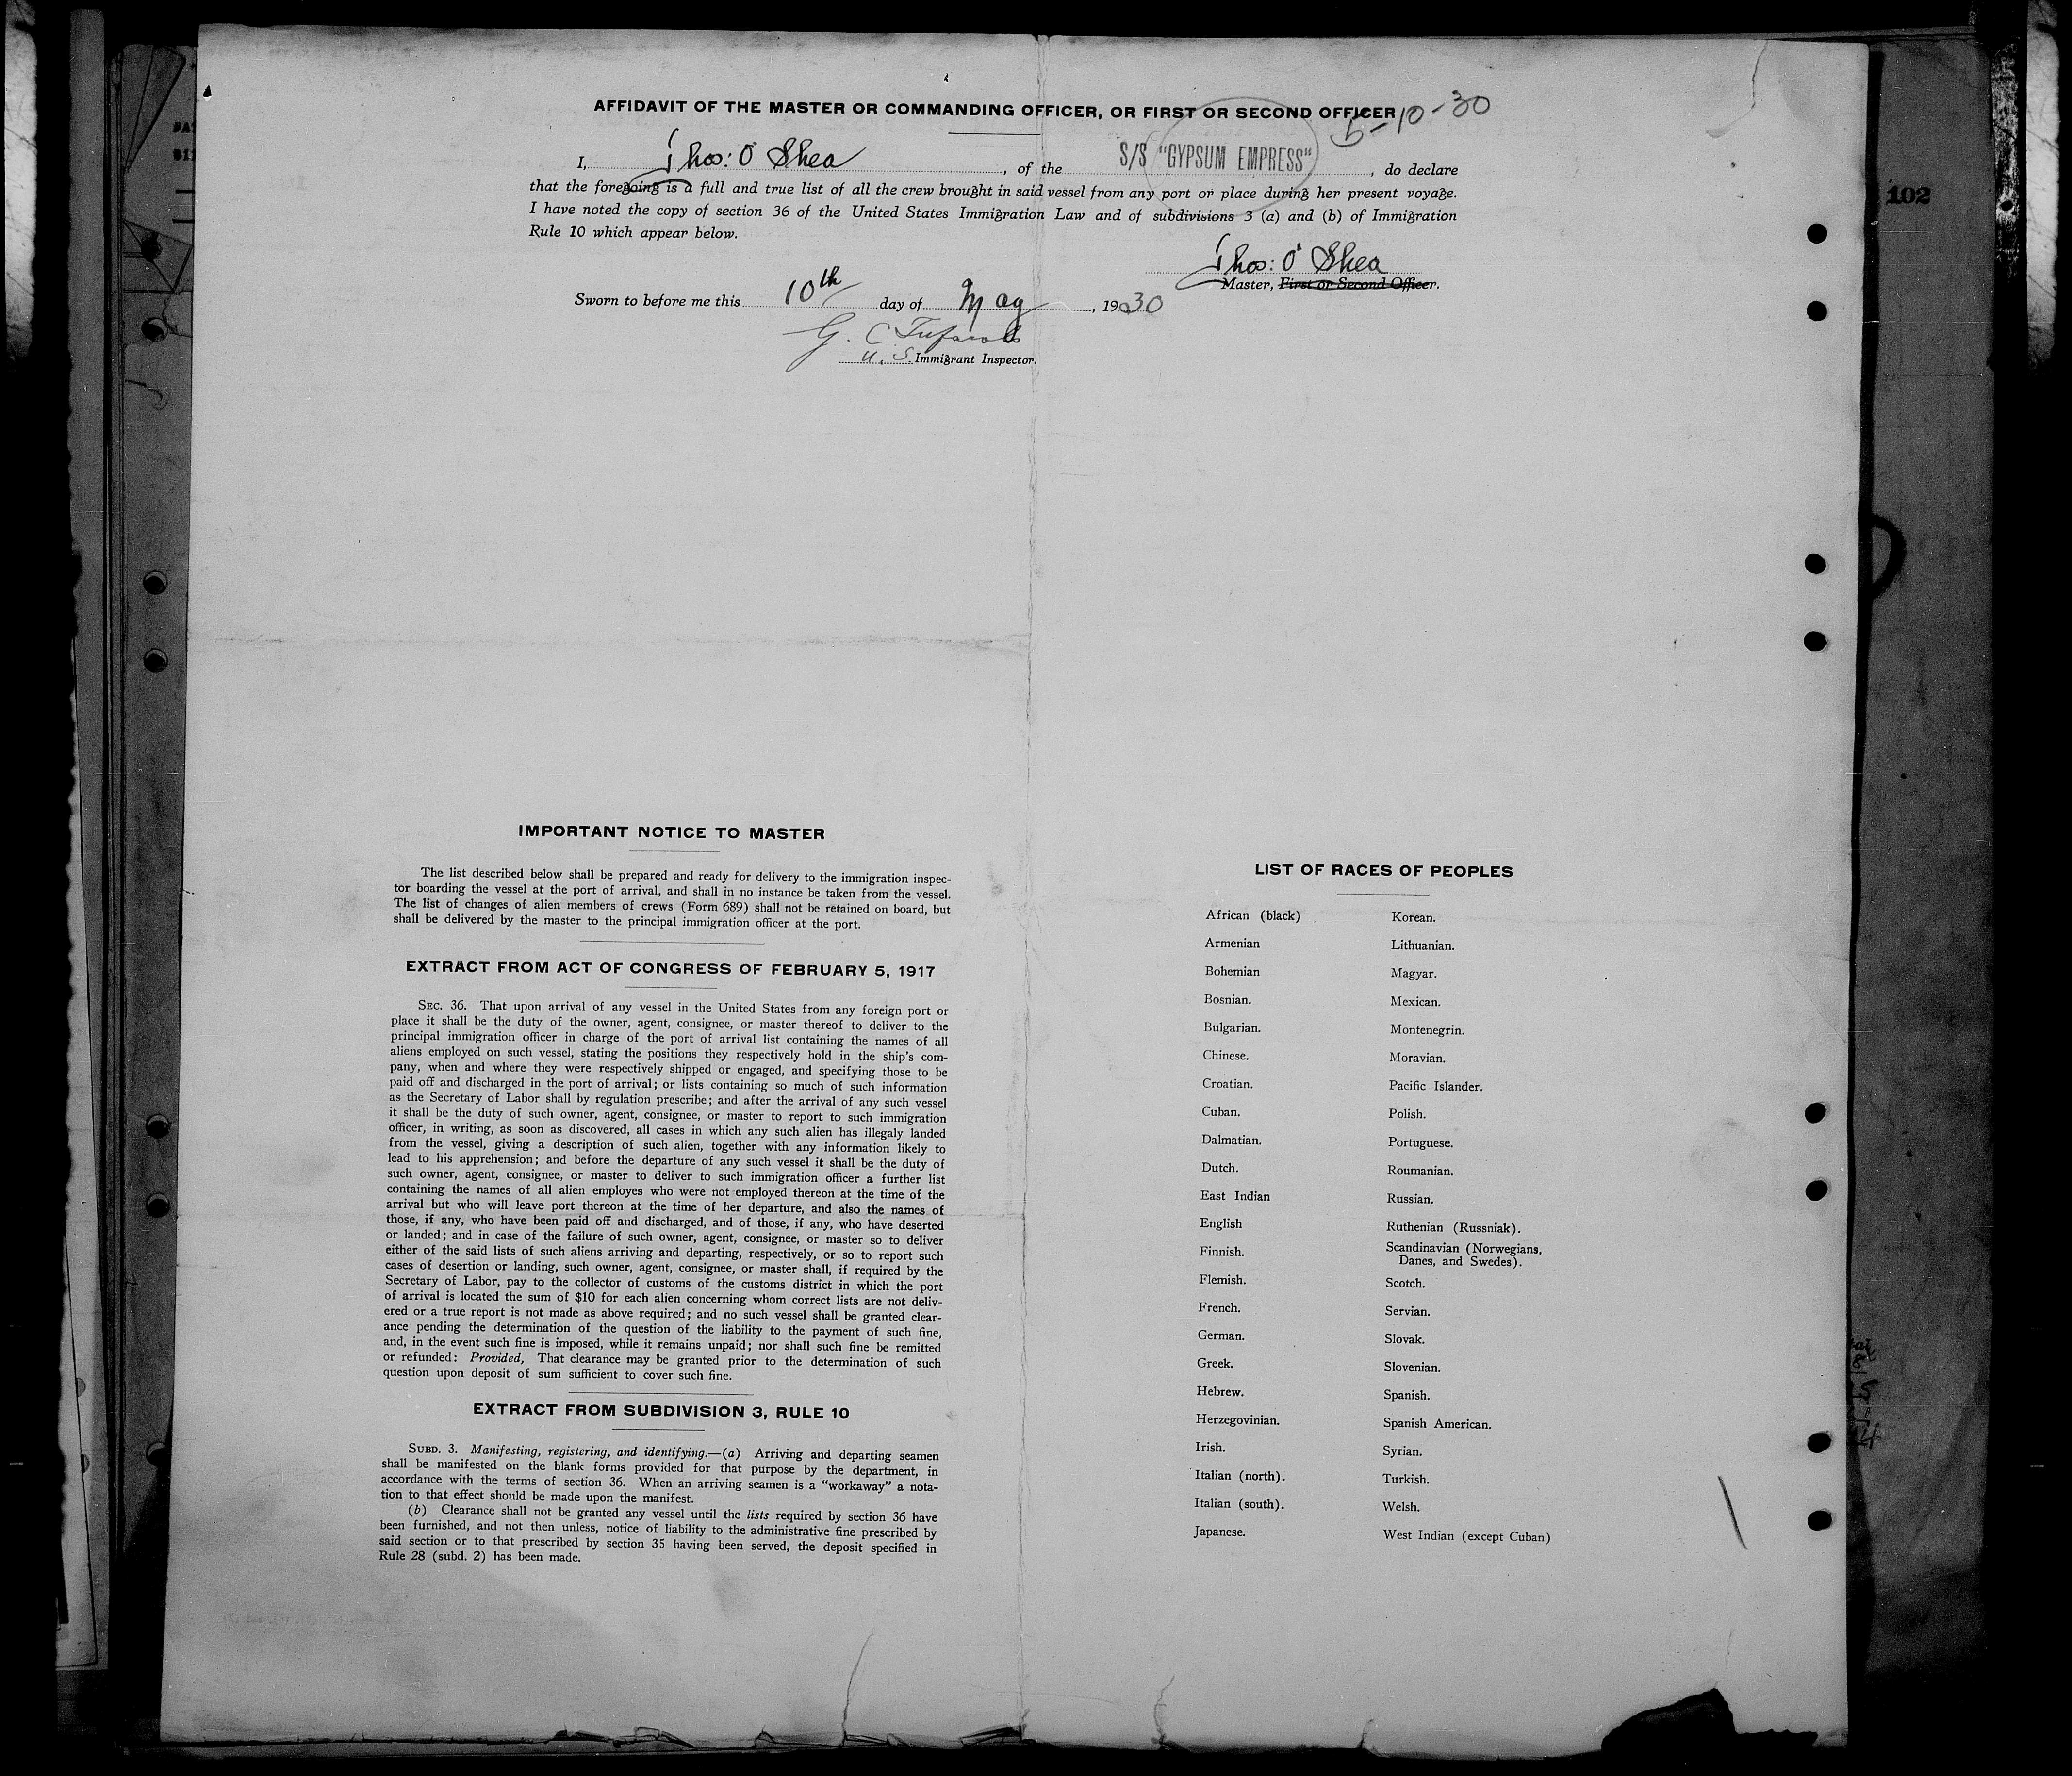 AFFIDAVIT OF THE MASTER OR COMMANDING OFFICER, OR FIRST OR SECOND OFFICER
5-10-30
I, Thos: O'Shea, of the S/S "GYPSUM EMPRESS", do declare
that the foregoing is a full and true list of all the crew brought in said vessel from any port or place during her present voyage.
I have noted the copy of section 36 of the United States Immigration Law and of subdivisions 3 (a) and (b) of Immigration
Rule 10 which appear below.
Thos: O'Shea
Master, First or Second Officer.
Sworn to before me this 10th day of May, 1930
G. C.
U. S. Immigrant Inspector.
102
IMPORTANT NOTICE TO MASTER
The list described below shall be prepared and ready for delivery to the immigration inspec-
tor boarding the vessel at the port of arrival, and shall in no instance be taken from the vessel.
The list of changes of alien members of crews (Form 689) shall not be retained on board, but
shall be delivered by the master to the principal immigration officer at the port.
EXTRACT FROM ACT OF CONGRESS OF FEBRUARY 5, 1917
SEC. 36. That upon arrival of any vessel in the United States from any foreign port or
place it shall be the duty of the owner, agent, consignee, or master thereof to deliver to the
principal immigration officer in charge of the port of arrival list containing the names of all
aliens employed on such vessel, stating the positions they respectively hold in the ship's com-
pany, when and where they were respectively shipped or engaged, and specifying those to be
paid off and discharged in the port of arrival; or lists containing so much of such information
as the Secretary of Labor shall by regulation prescribe; and after the arrival of any such vessel
it shall be the duty of such owner, agent, consignee, or master to report to such immigration
officer, in writing, as soon as discovered, all cases in which any such alien has illegaly landed
from the vessel, giving a description of such alien, together with any information likely to
lead to his apprehension; and before the departure of any such vessel it shall be the duty of
such owner, agent, consignee, or master to deliver to such immigration officer a further list
containing the names of all alien employes who were not employed thereon at the time of the
arrival but who will leave port thereon at the time of her departure, and also the names of
those, if any, who have been paid off and discharged, and of those, if any, who have deserted
or landed; and in case of the failure of such owner, agent, consignee, or master so to deliver
either of the said lists of such aliens arriving and departing, respectively, or so to report such
cases of desertion or landing, such owner, agent, consignee, or master shall, if required by the
Secretary of Labor, pay to the collector of customs of the customs district in which the port
of arrival is located the sum of $10 for each alien concerning whom correct lists are not deliv-
ered or a true report is not made as above required; and no such vessel shall be granted clear-
ance pending the determination of the question of the liability to the payment of such fine,
and, in the event such fine is imposed, while it remains unpaid; nor shall such fine be remitted
or refunded: Provided, That clearance may be granted prior to the determination of such
question upon deposit of sum sufficient to cover such fine.
EXTRACT FROM SUBDIVISION 3, RULE 10
SUBD. 3. Manifesting, registering, and identifying.—(a) Arriving and departing seamen
shall be manifested on the blank forms provided for that purpose by the department, in
accordance with the terms of section 36. When an arriving seamen is a "workaway" a nota-
tion to that effect should be made upon the manifest.
(b) Clearance shall not be granted any vessel until the lists required by section 36 have
been furnished, and not then unless, notice of liability to the administrative fine prescribed by
said section or to that prescribed by section 35 having been served, the deposit specified in
Rule 28 (subd. 2) has been made.
LIST OF RACES OF PEOPLES
African (black)
Armenian
Bohemian
Bosnian.
Bulgarian.
Chinese.
Croatian.
Cuban.
Dalmatian.
Dutch.
East Indian
English
Finnish.
Flemish.
French.
German.
Greek.
Hebrew.
Herzegovinian.
Irish.
Italian (north).
Italian (south).
Japanese.
Korean.
Lithuanian.
Magyar.
Mexican.
Montenegrin.
Moravian.
Pacific Islander.
Polish.
Portuguese.
Roumanian.
Russian.
Ruthenian (Russniak).
Scandinavian (Norwegians,
Danes, and Swedes).
Scotch.
Servian.
Slovak.
Slovenian.
Spanish.
Spanish American.
Syrian.
Turkish.
Welsh.
West Indian (except Cuban)